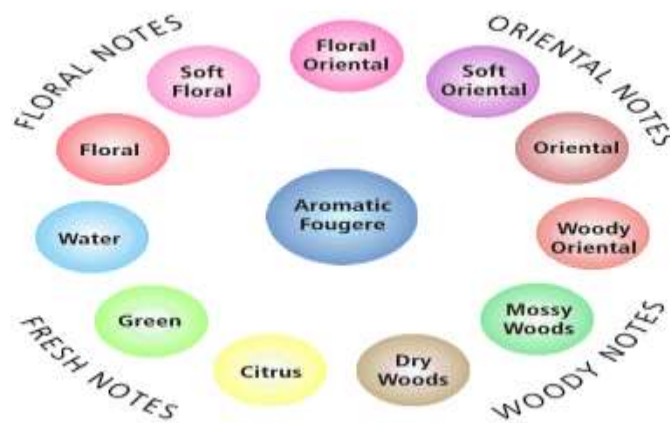 FLORAL NOTES
ORIENTAL NOTES
Floral
Oriental
Soft
Floral
Soft
Oriental
Floral
Oriental
Aromatic
Fougere
Water
Woody
Oriental
Green
Mossy
Woods
Citrus
Dry
Woods
FRESH NOTES
WOODY NOTES